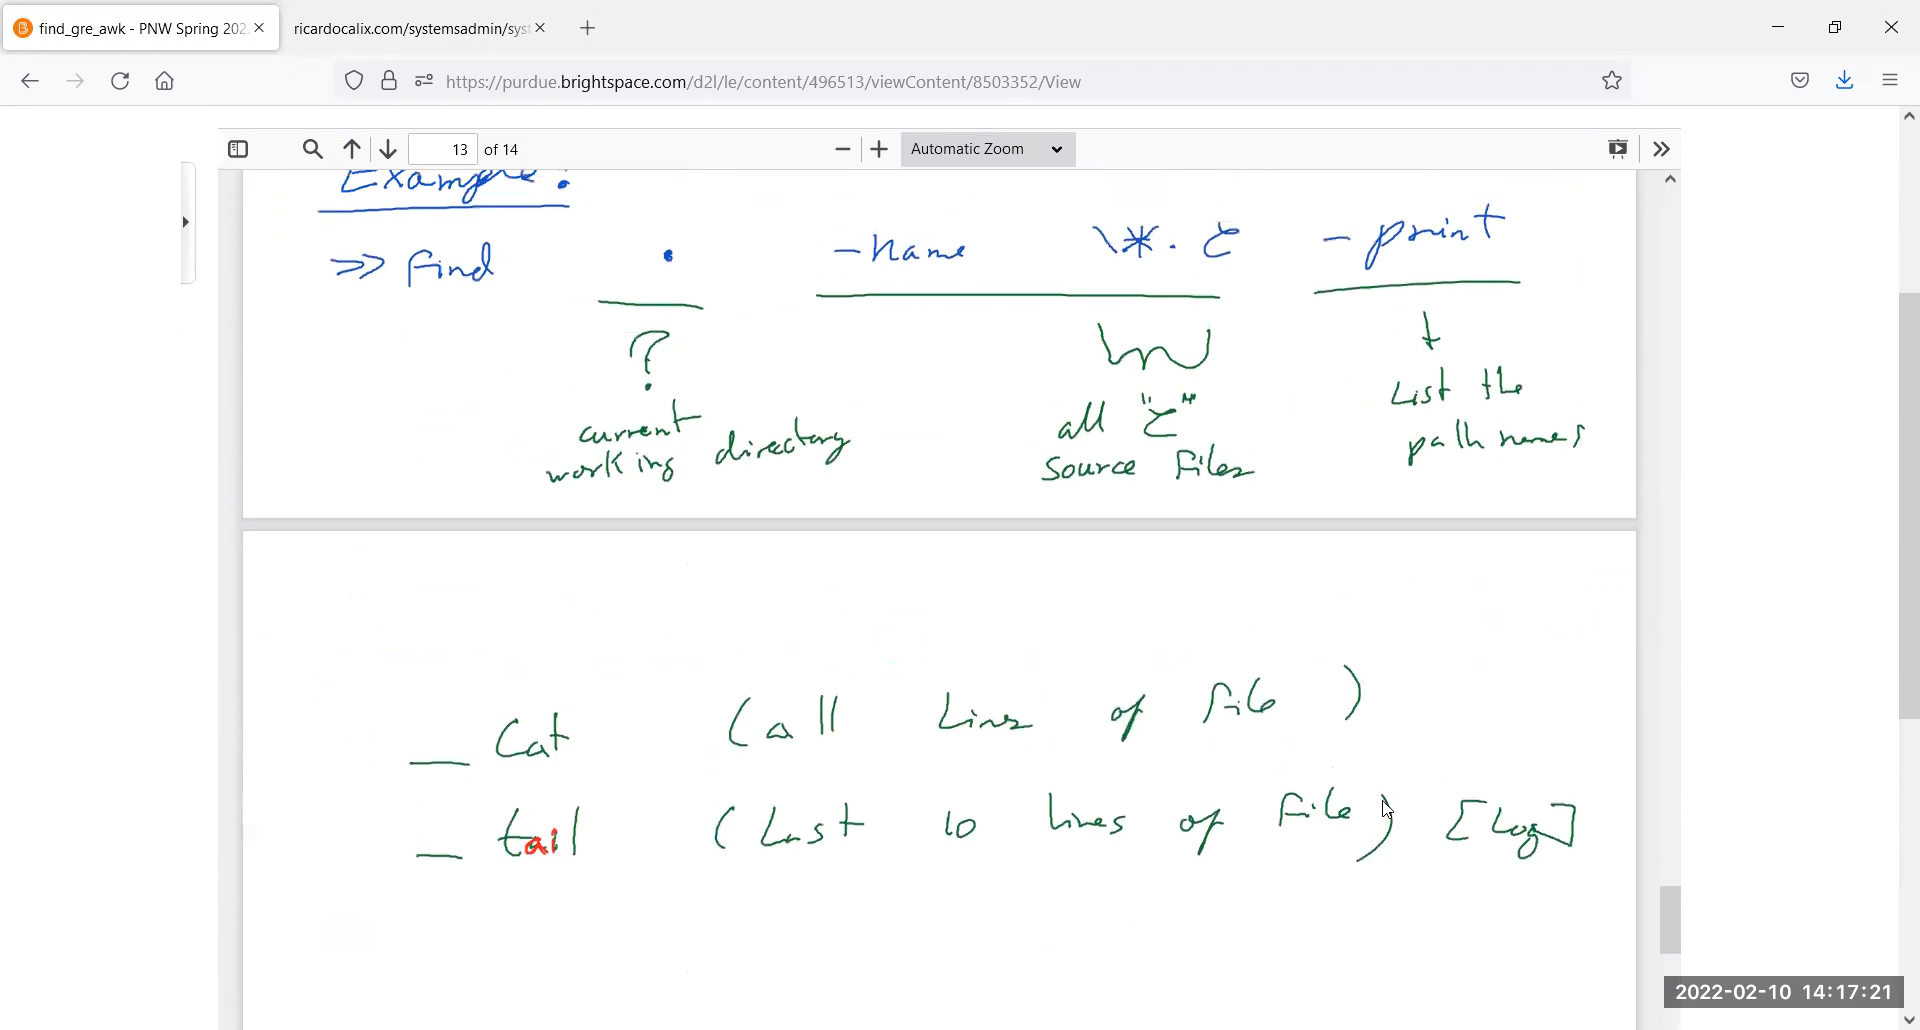 find_gre_awk - PNW Spring 202
ricardocalix.com/systemsadmin/syst
https://purdue.brightspace.com/d2l/le/content/496513/viewContent/8503352/View
13 of 14
Automatic Zoom
Example:
>> find . -name \*.c -print
?
current working directory
all "c" source files
List the path names
— Cat (all lines of file)
— tail (Last 10 lines of file) [Log]
2022-02-10 14:17:21